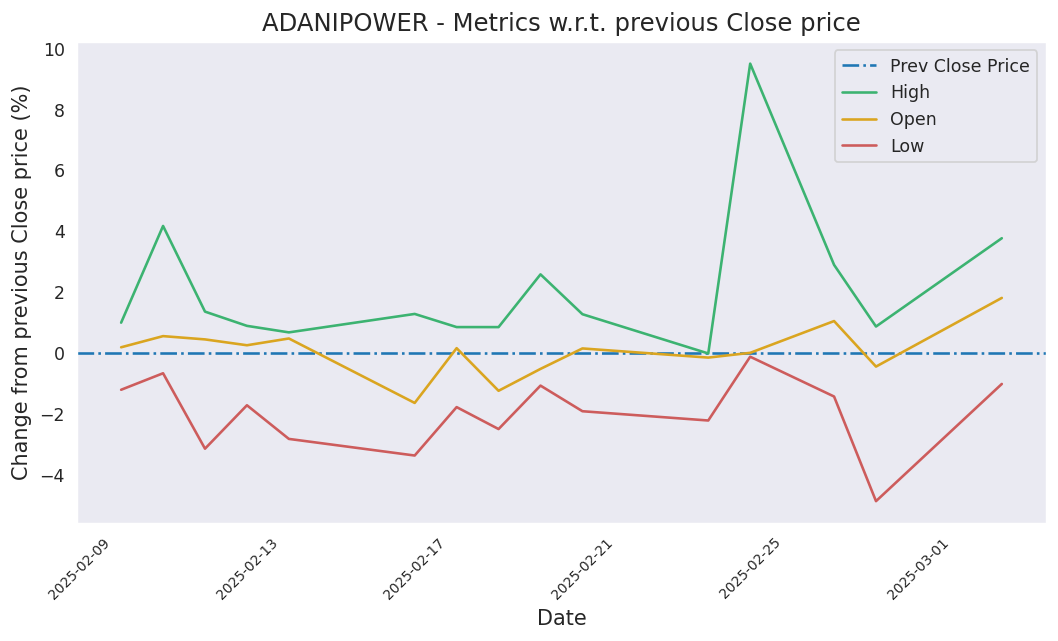 ADANIPOWER - Metrics w.r.t. previous Close price
Change from previous Close price (%)
10
8
6
4
2
0
−2
−4
Prev Close Price
High
Open
Low
2025-02-09
2025-02-13
2025-02-17
2025-02-21
2025-02-25
2025-03-01
Date